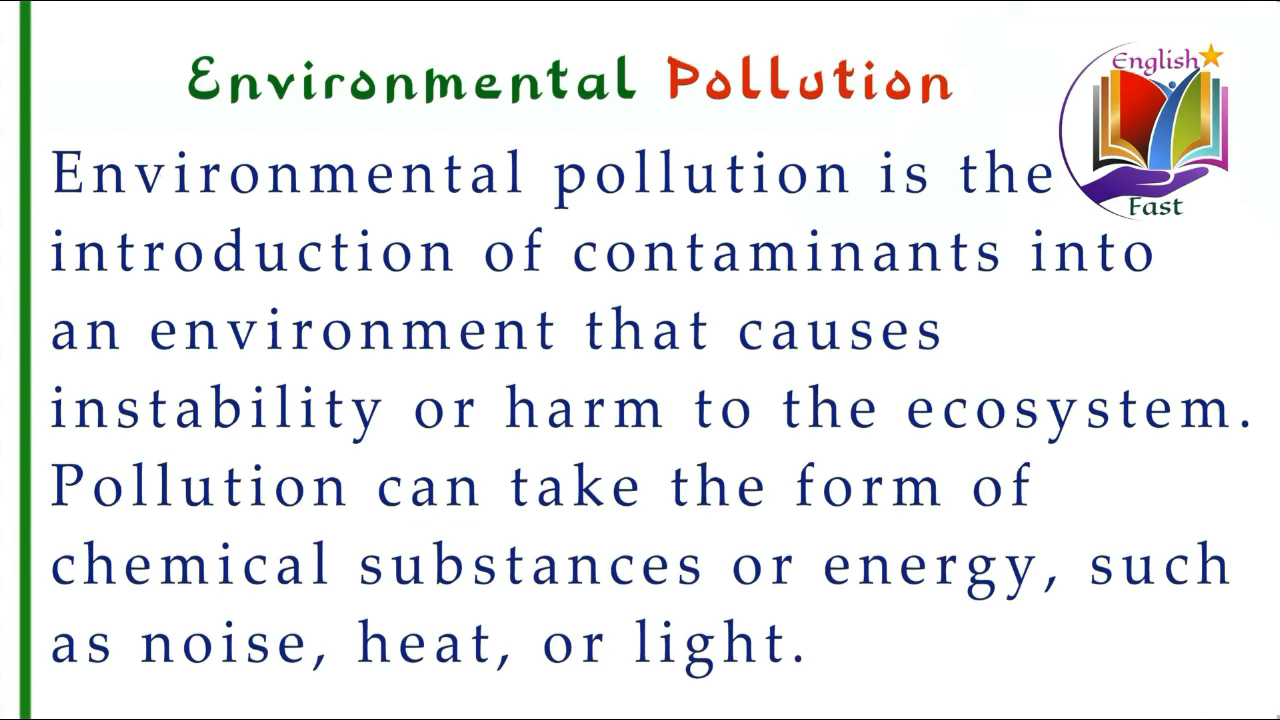 Environmental Pollution
English
Environmental pollution is the
Fast
introduction of contaminants into
an environment that causes
instability or harm to the ecosystem.
Pollution can take the form of
chemical substances or energy, such
as noise, heat, or light.